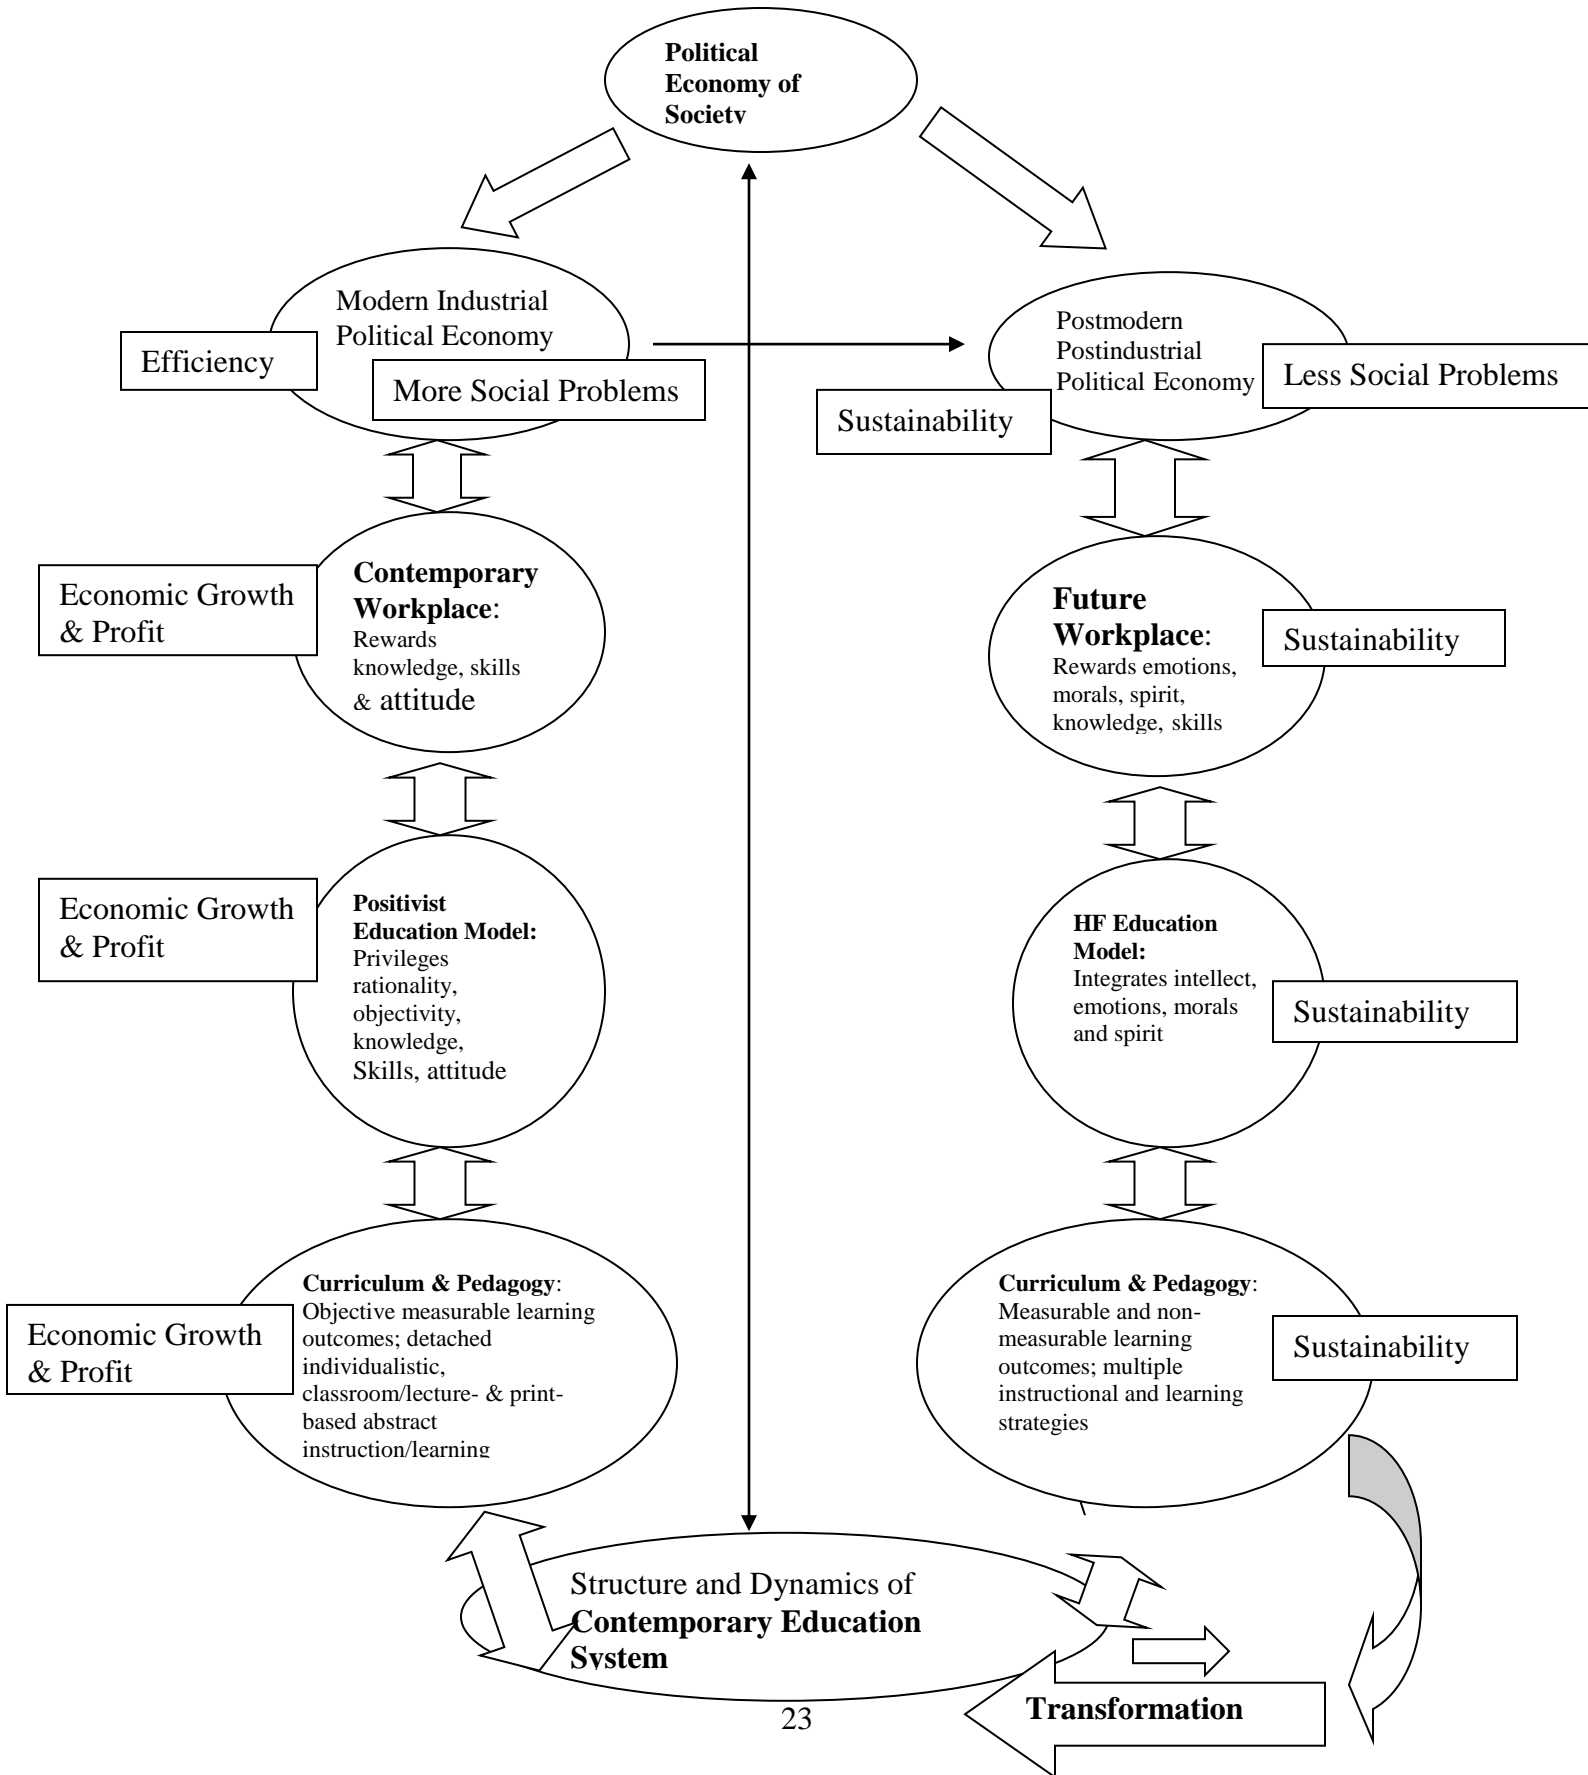 Political
Economy of
Society
Modern Industrial
Political Economy
Efficiency
More Social Problems
Postmodern
Postindustrial
Political Economy
Less Social Problems
Sustainability
Contemporary
Workplace:
Rewards
knowledge, skills
& attitude
Economic Growth
& Profit
Future
Workplace:
Rewards emotions,
morals, spirit,
knowledge, skills
Sustainability
Positivist
Education Model:
Privileges
rationality,
objectivity,
knowledge,
Skills, attitude
Economic Growth
& Profit
HF Education
Model:
Integrates intellect,
emotions, morals
and spirit
Sustainability
Curriculum & Pedagogy:
Objective measurable learning
outcomes; detached
individualistic,
classroom/lecture- & print-
based abstract
instruction/learning
Economic Growth
& Profit
Curriculum & Pedagogy:
Measurable and non-
measurable learning
outcomes; multiple
instructional and learning
strategies
Sustainability
Structure and Dynamics of
Contemporary Education
System
Transformation
23